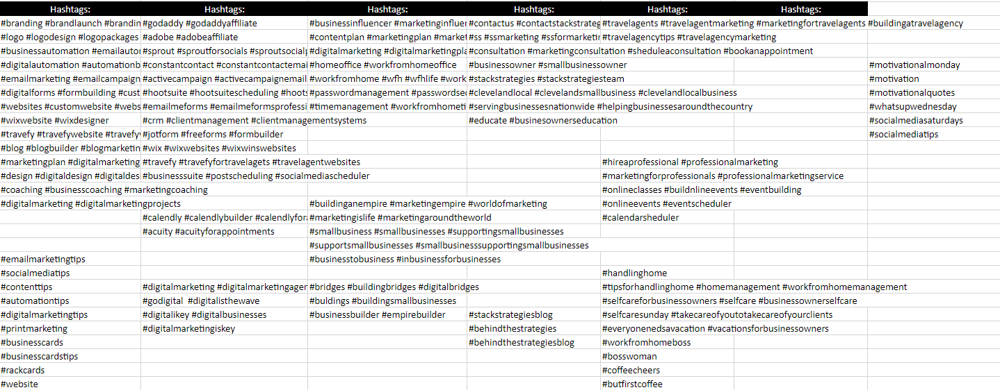 Hashtags: Hashtags: Hashtags: Hashtags: Hashtags: Hashtags:
#branding #brandlaunch #brandin #godaddy #godaddyaffiliate #businessinfluencer #marketinginfluer #contactus #contactstackstrateg #travelagents #travelagentmarketing #marketingfortravelagents #buildingatravelagency
#logo #logodesign #logopackages #adobe #adobeaffiliate #contentplan #marketingplan #market #ss #ssmarketing #ssformarketin #travelagencytips #travelagencymarketing
#businessautomation #emailautor #sprout #sproutforsocials #sproutsocialp #digitalmarketing #digitalmarketingpla #consultation #marketingconsultation #sheduleaconsultation #bookanappointment
#digitalautomation #automationb #constantcontact #constantcontactemai #homeoffice #workfromhomeoffice #businessowner #smallbusinessowner #motivationalmonday
#emailmarketing #emailcampaign #activecampaign #activecampaignemail #workfromhome #wfh #wfhlife #work #stackstrategies #stackstrategiesteam #motivation
#digitalforms #formbuilding #cust #hootsuite #hootsuitescheduling #hoots #passwordmanagement #passwordsec #clevelandlocal #clevelandsmallbusiness #clevelandlocalbusiness #motivationalquotes
#websites #customwebsite #webs #emailmeforms #emailmeformsprofessi #timemanagement #workfromhometi #servingbusinessesnationwide #helpingbusinessesaroundthecountry #whatsupwednesday
#wixwebsite #wixdesigner #crm #clientmanagement #clientmanagementsystems #educate #businesownerseducation #socialmediasaturdays
#travefy #travefywebsite #travefyv #jotform #freeforms #formbuilder #socialmediatips
#blog #blogbuilder #blogmarketin #wix #wixwebsites #wixwinswebsites
#marketingplan #digitalmarketing #travefy #travefyfortravelagets #travelagentwebsites #hireaprofessional #professionalmarketing
#design #digitaldesign #digitaldes #businesssuite #postscheduling #socialmediascheduler #marketingforprofessionals #professionalmarketingservice
#coaching #businesscoaching #marketingcoaching #onlineclasses #buildnlineevents #eventbuilding
#digitalmarketing #digitalmarketingprojects #buildinganempire #marketingempire #worldofmarketing #onlineevents #eventscheduler
#calendly #calendlybuilder #calendlyfor #marketingislife #marketingaroundtheworld #calendarsheduler
#acuity #acuityforappointments #smallbusiness #smallbusinesses #supportingsmallbusinesses
#supportsmallbusinesses #smallbusinesssupportingsmallbusinesses
#emailmarketingtips #businesstobusiness #inbusinessforbusinesses
#socialmediatips #handlinghome
#contenttips #digitalmarketing #digitalmarketingager #bridges #buildingbridges #digitalbridges #tipsforhandlinghome #homemanagement #workfromhomemanagement
#automationtips #godigital #digitalisthewave #buldings #buildingsmallbusinesses #selfcareforbusinessowners #selfcare #businessownerselfcare
#digitalmarketingtips #digitalikey #digitalbusinesses #businessbuilder #empirebuilder #stackstrategiesblog #selfcaresunday #takecareofyoutotakecareofyourclients
#printmarketing #digitalmarketingiskey #behindthestrategies #everyonenedsavacation #vacationsforbusinessowners
#businesscards #behindthestrategiesblog #workfromhomeboss
#businesscardstips #bosswoman
#rackcards #coffeecheers
#website #butfirstcoffee